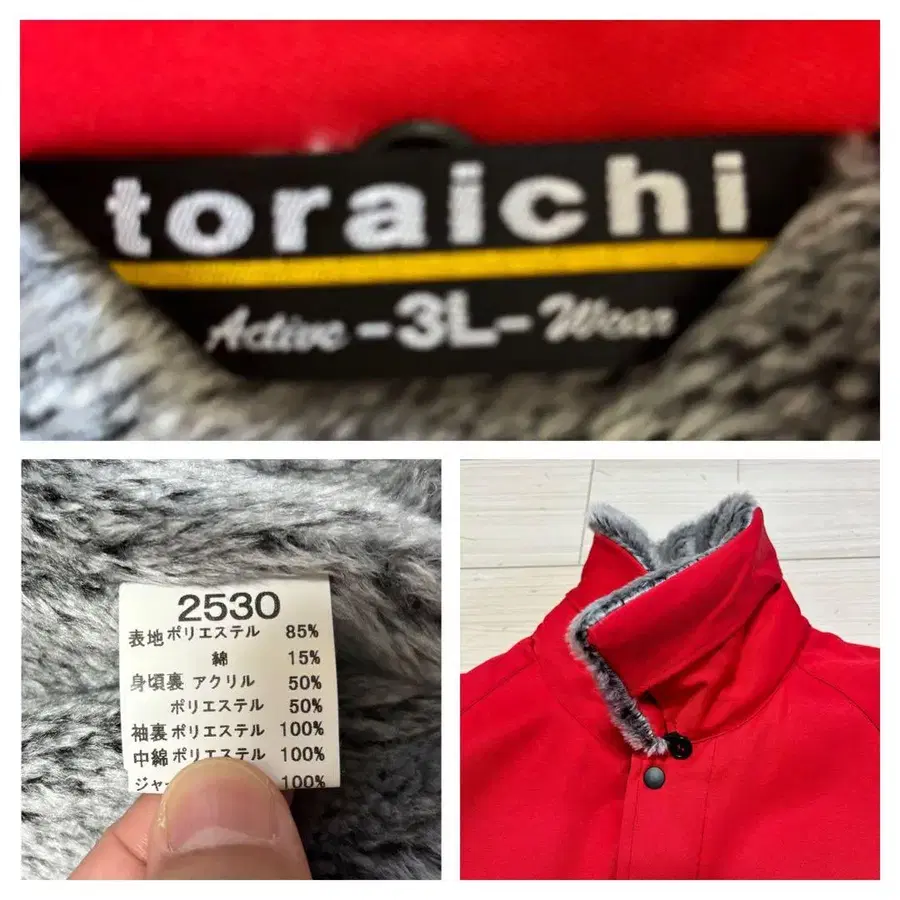 toraichi
Active -3L- Wear
2530
表地 ポリエステル 85%
綿 15%
身頃裏 アクリル 50%
ポリエステル 50%
袖裏 ポリエステル 100%
中綿 ポリエステル 100%
100%